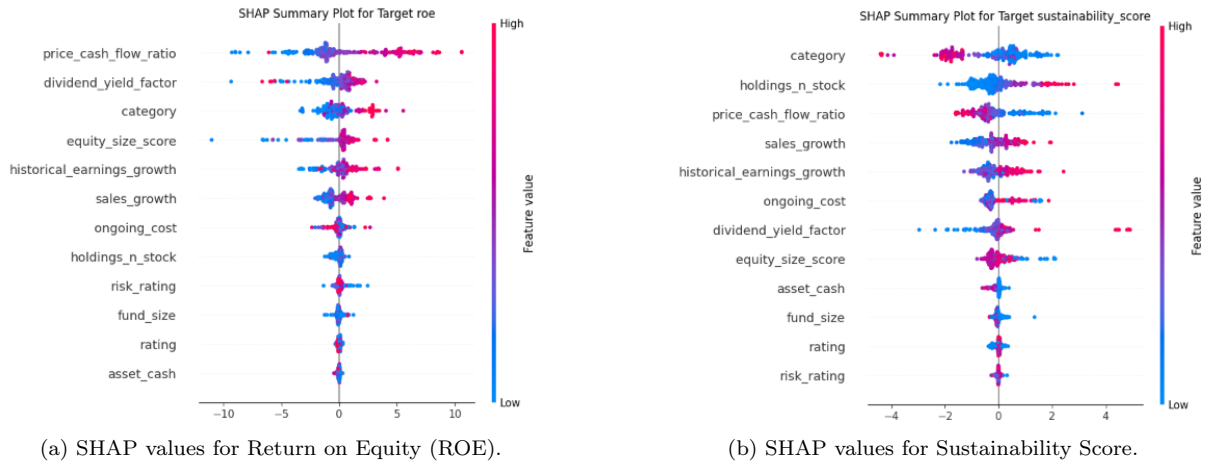 SHAP Summary Plot for Target roe
High
price_cash_flow_ratio
dividend_yield_factor
category
equity_size_score
historical_earnings_growth
sales_growth
ongoing_cost
holdings_n_stock
risk_rating
fund_size
rating
asset_cash
Feature value
Low
−10 −5 0 5 10
(a) SHAP values for Return on Equity (ROE).
SHAP Summary Plot for Target sustainability_score
High
category
holdings_n_stock
price_cash_flow_ratio
sales_growth
historical_earnings_growth
ongoing_cost
dividend_yield_factor
equity_size_score
asset_cash
fund_size
rating
risk_rating
Feature value
Low
−4 −2 0 2 4
(b) SHAP values for Sustainability Score.